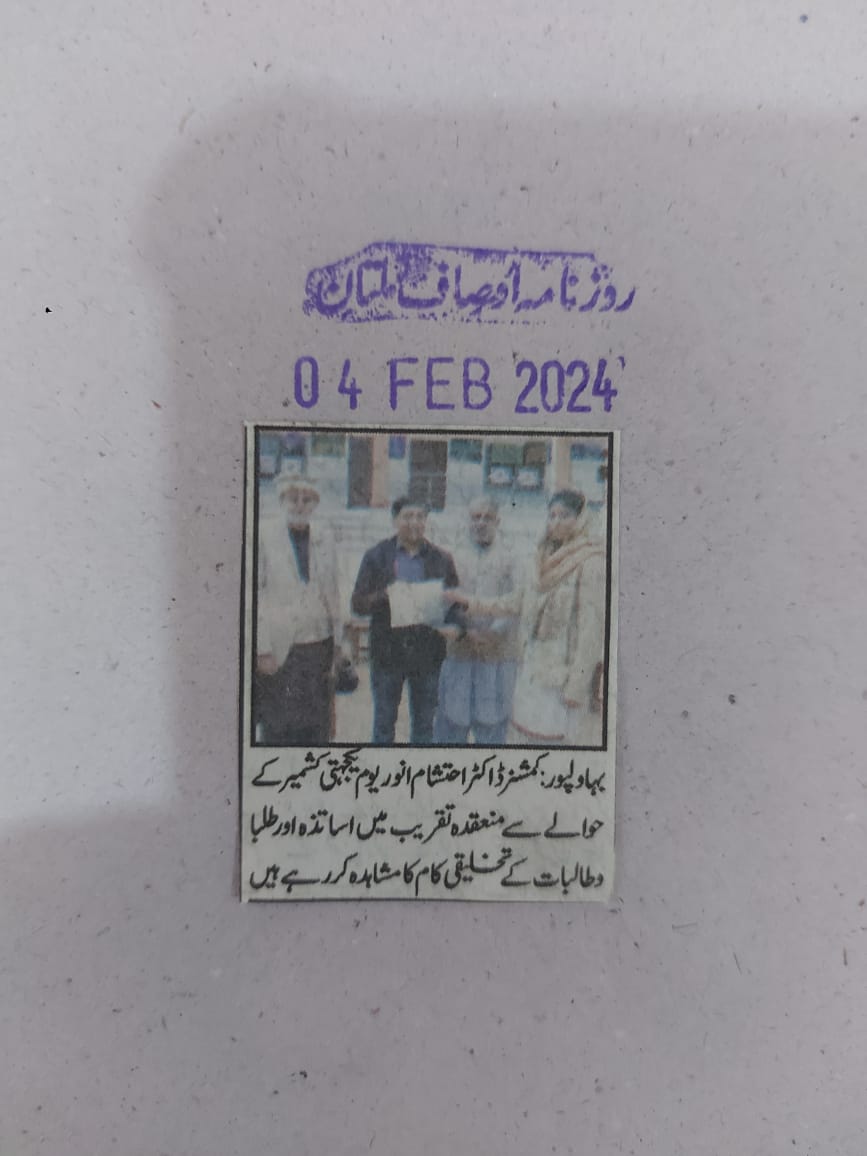 روزنامہ اوصاف ملتان
04 FEB 2024
بہاولپور: کمشنر ڈاکٹر احتشام انور یوم یکجہتی کشمیر کے
حوالے سے منعقدہ تقریب میں اساتذہ اور طلبا
وطالبات کے تخلیقی کام کا مشاہدہ کر رہے ہیں